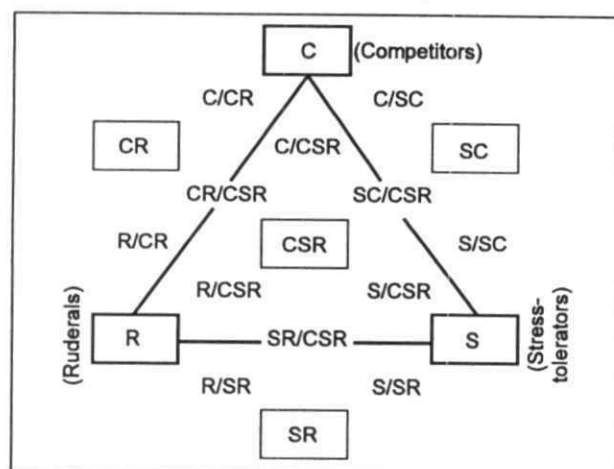 C (Competitors)
C/CR C/SC
CR C/CSR SC
CR/CSR SC/CSR
R/CR CSR S/SC
R/CSR S/CSR
(Ruderals) R SR/CSR S (Stress-
tolerators)
R/SR S/SR
SR